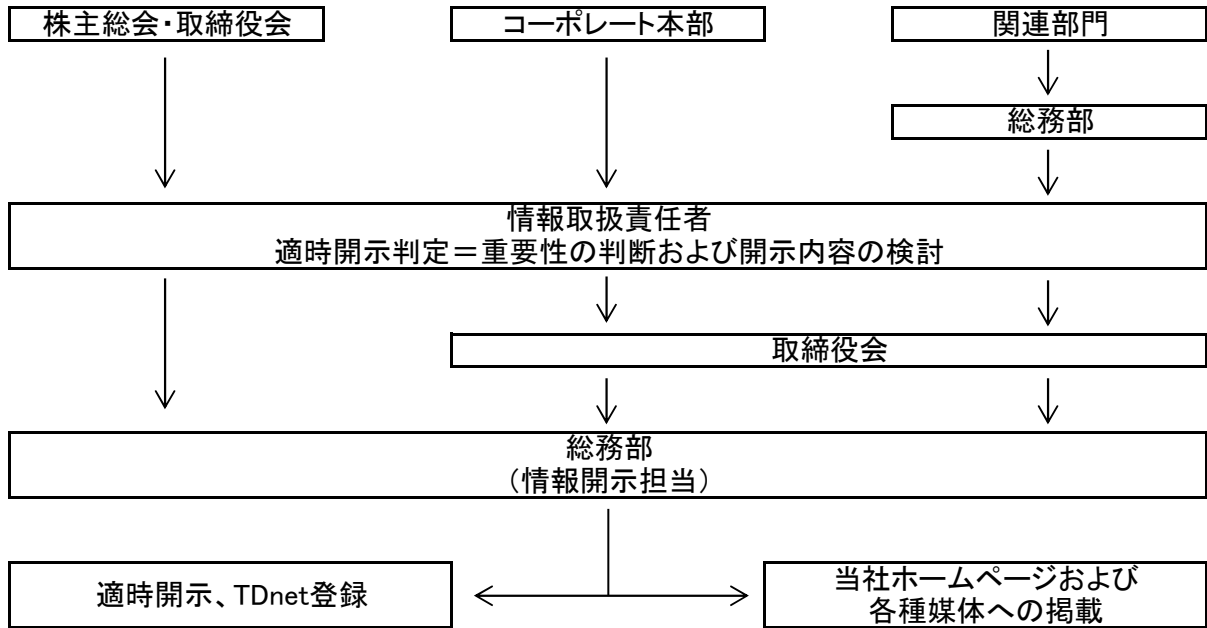 株主総会・取締役会
コーポレート本部
関連部門
総務部
情報取扱責任者
適時開示判定＝重要性の判断および開示内容の検討
取締役会
総務部
（情報開示担当）
適時開示、TDnet登録
当社ホームページおよび
各種媒体への掲載